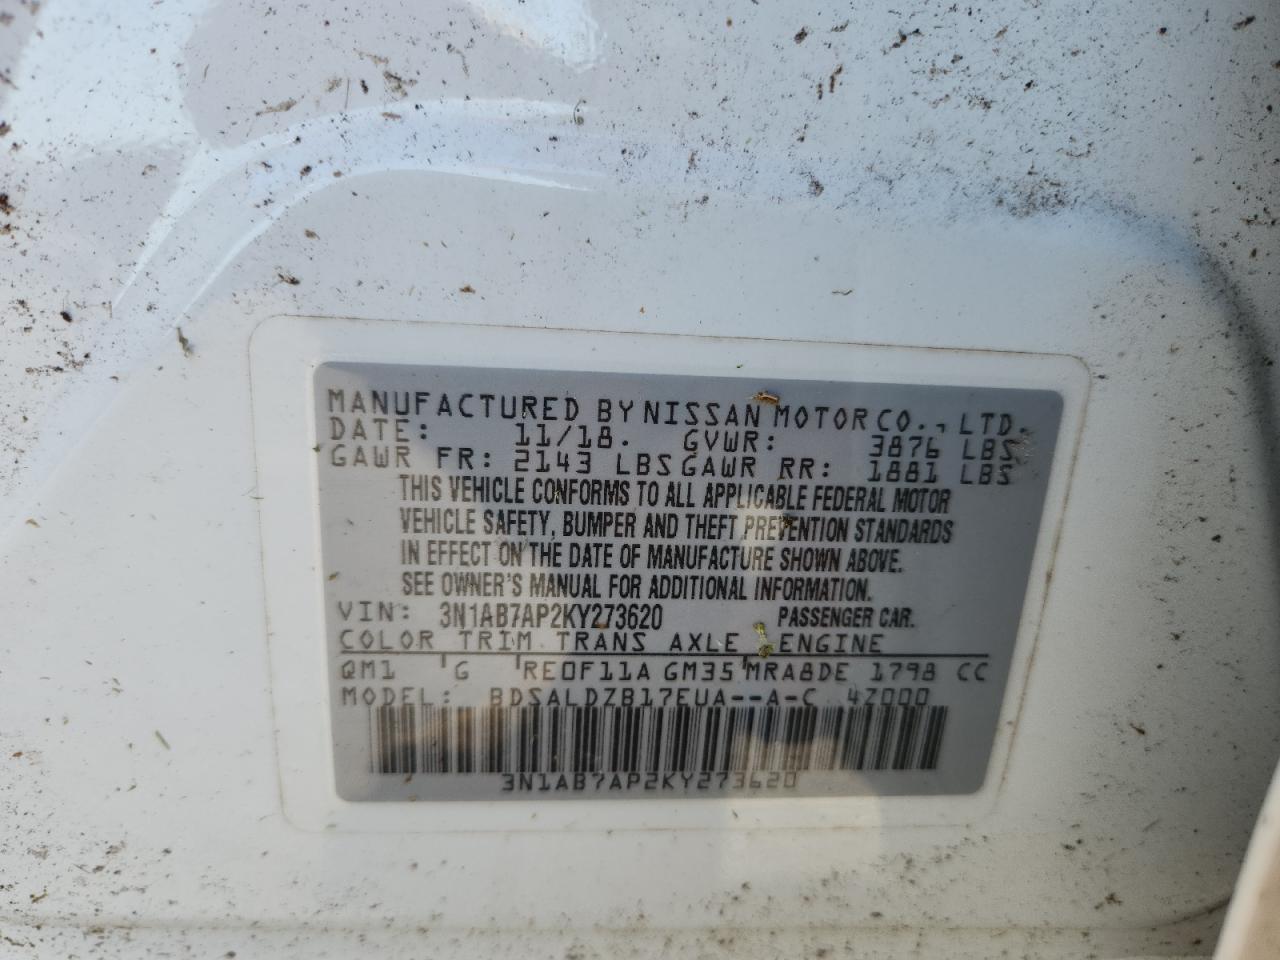 MANUFACTURED BY NISSAN MOTOR CO., LTD.
DATE: 11/18. GVWR: 3876 LBS
GAWR FR: 2143 LBS GAWR RR: 1881 LBS
THIS VEHICLE CONFORMS TO ALL APPLICABLE FEDERAL MOTOR
VEHICLE SAFETY, BUMPER AND THEFT PREVENTION STANDARDS
IN EFFECT ON THE DATE OF MANUFACTURE SHOWN ABOVE.
SEE OWNER'S MANUAL FOR ADDITIONAL INFORMATION.
VIN: 3N1AB7AP2KY273620 PASSENGER CAR.
COLOR TRIM TRANS AXLE ENGINE
QM1 G RE0F11A GM35 MRA8DE 1798 CC
MODEL: BDSALDZB17EUA--A-C 4Z000
3N1AB7AP2KY273620